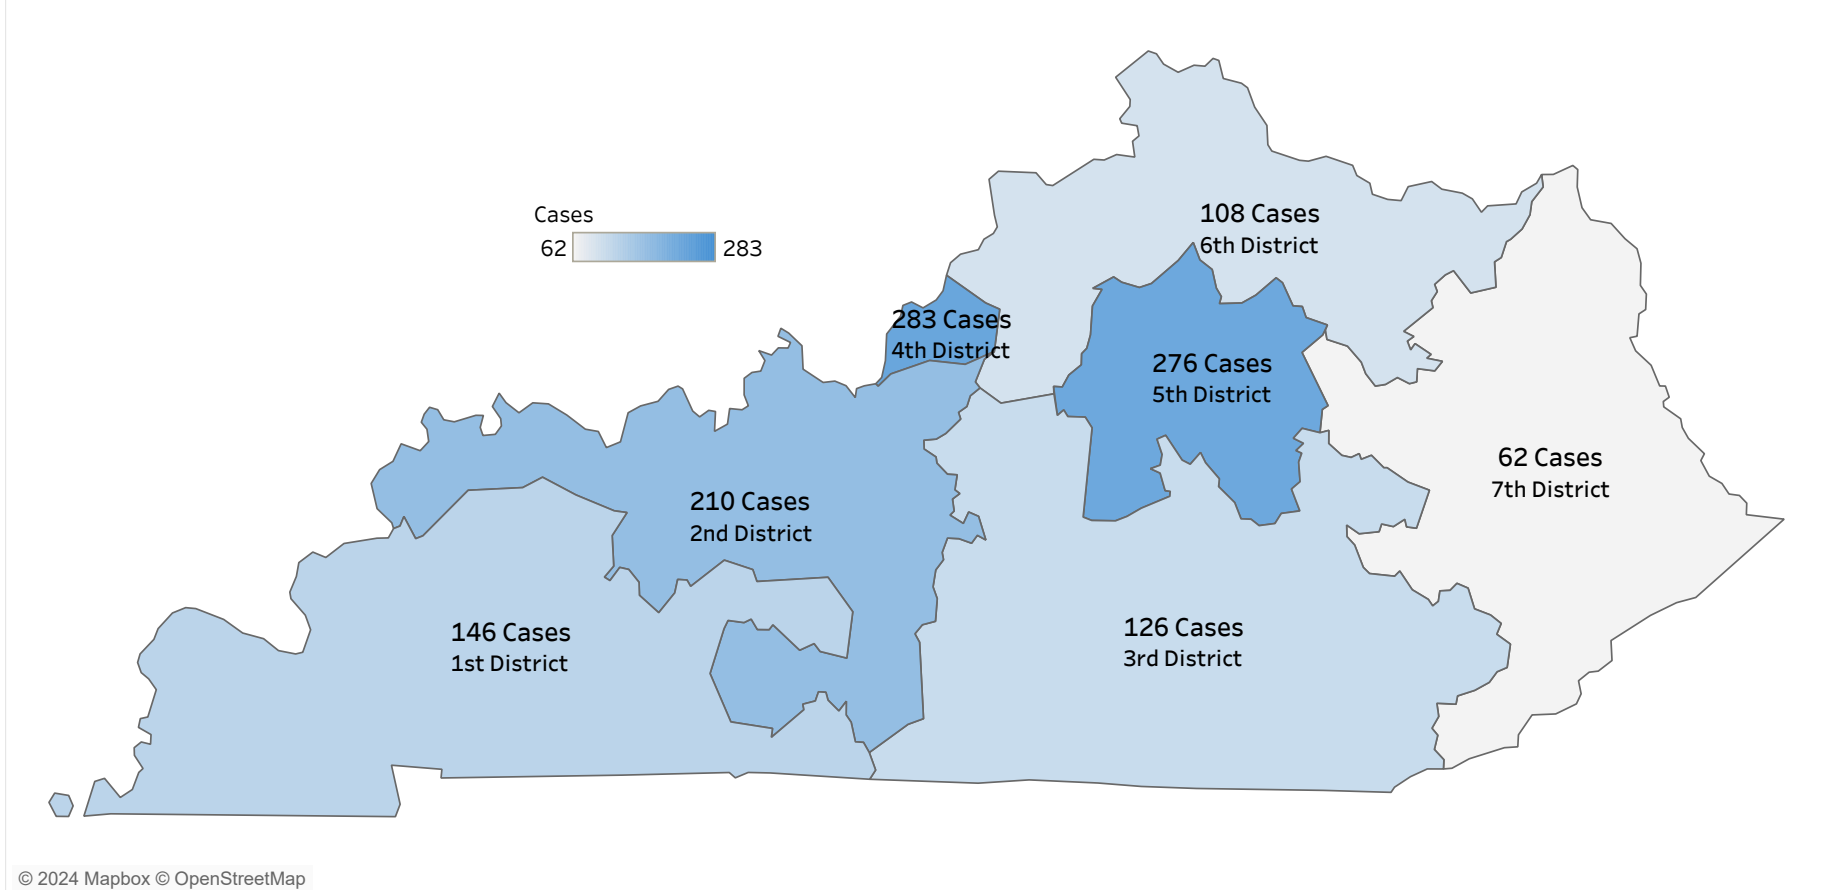 Cases
62
283
108 Cases
6th District
283 Cases
4th District
276 Cases
5th District
62 Cases
7th District
210 Cases
2nd District
146 Cases
1st District
126 Cases
3rd District
© 2024 Mapbox © OpenStreetMap